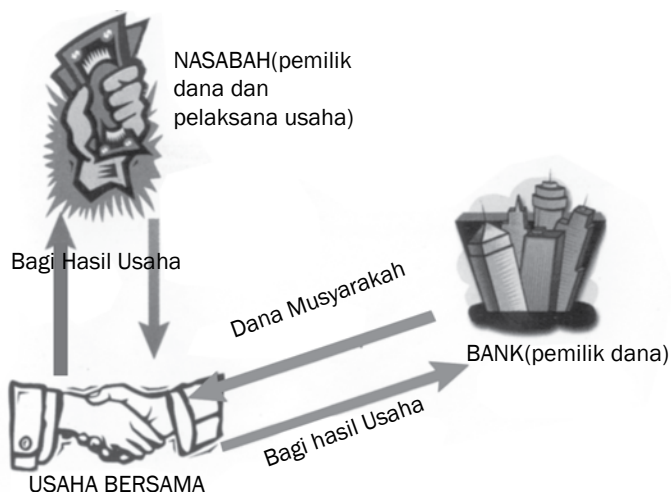 NASABAH(pemilik
dana dan
pelaksana usaha)
Bagi Hasil Usaha
Dana Musyarakah
BANK(pemilik dana)
Bagi hasil Usaha
USAHA BERSAMA